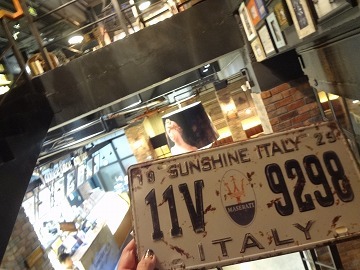 19 SUNSHINE ITALY 29
11V MASERATI 9298
ITALY